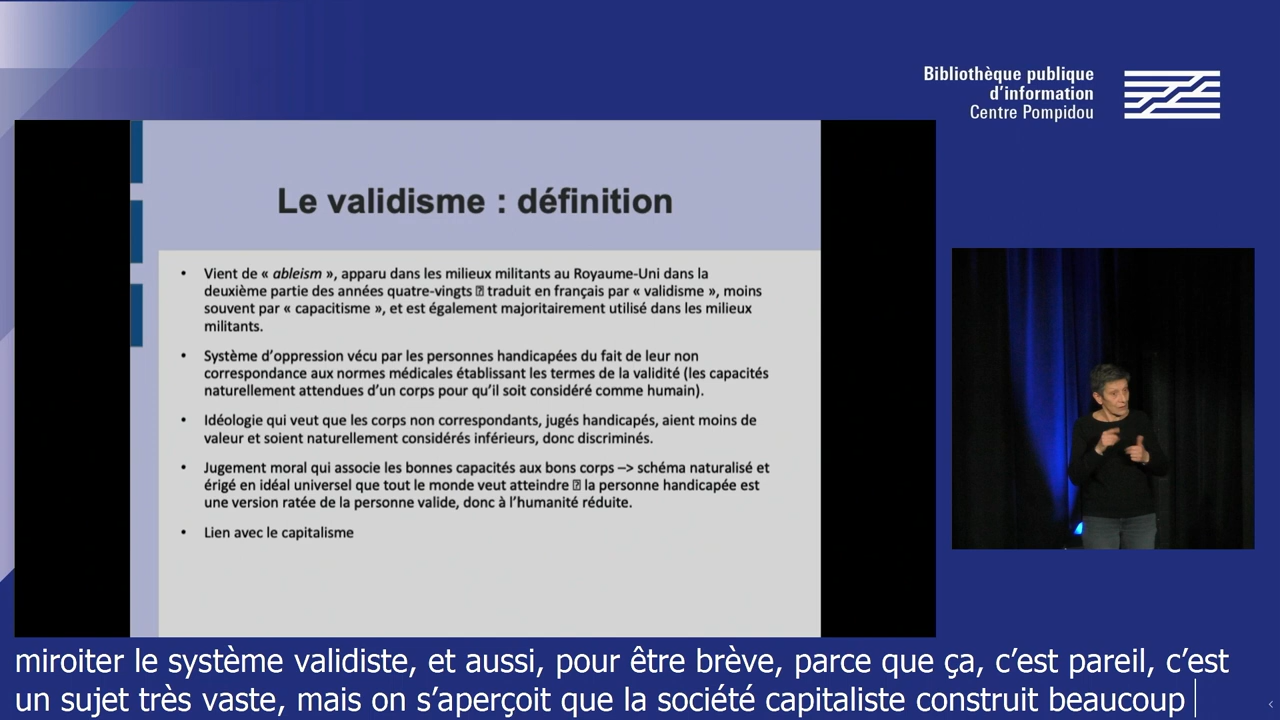 Bibliothèque publique
d'information
Centre Pompidou
Le validisme : définition
• Vient de « ableism », apparu dans les milieux militants au Royaume-Uni dans la
deuxième partie des années quatre-vingts ⍰ traduit en français par « validisme », moins
souvent par « capacitisme », et est également majoritairement utilisé dans les milieux
militants.
• Système d'oppression vécu par les personnes handicapées du fait de leur non
correspondance aux normes médicales établissant les termes de la validité (les capacités
naturellement attendues d'un corps pour qu'il soit considéré comme humain).
• Idéologie qui veut que les corps non correspondants, jugés handicapés, aient moins de
valeur et soient naturellement considérés inférieurs, donc discriminés.
• Jugement moral qui associe les bonnes capacités aux bons corps –> schéma naturalisé et
érigé en idéal universel que tout le monde veut atteindre ⍰ la personne handicapée est
une version ratée de la personne valide, donc à l'humanité réduite.
• Lien avec le capitalisme
miroiter le système validiste, et aussi, pour être brève, parce que ça, c'est pareil, c'est
un sujet très vaste, mais on s'aperçoit que la société capitaliste construit beaucoup